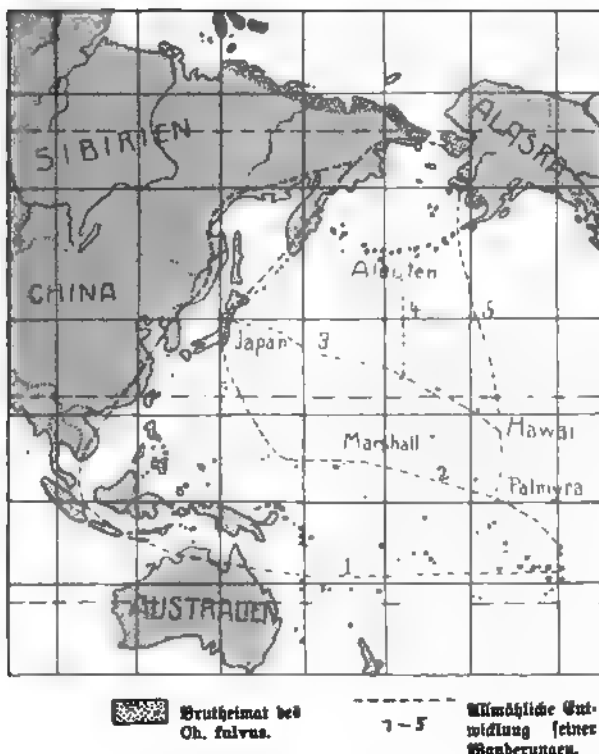 SIBIRIEN
ALASKA
CHINA
Aleuten
4
5
Japan
3
Hawai
Marshall
2
Palmyra
1
AUSTRALIEN
Brutheimat des
Ch. fulvus.
1–5
Allmähliche Ent-
wicklung seiner
Wanderungen.